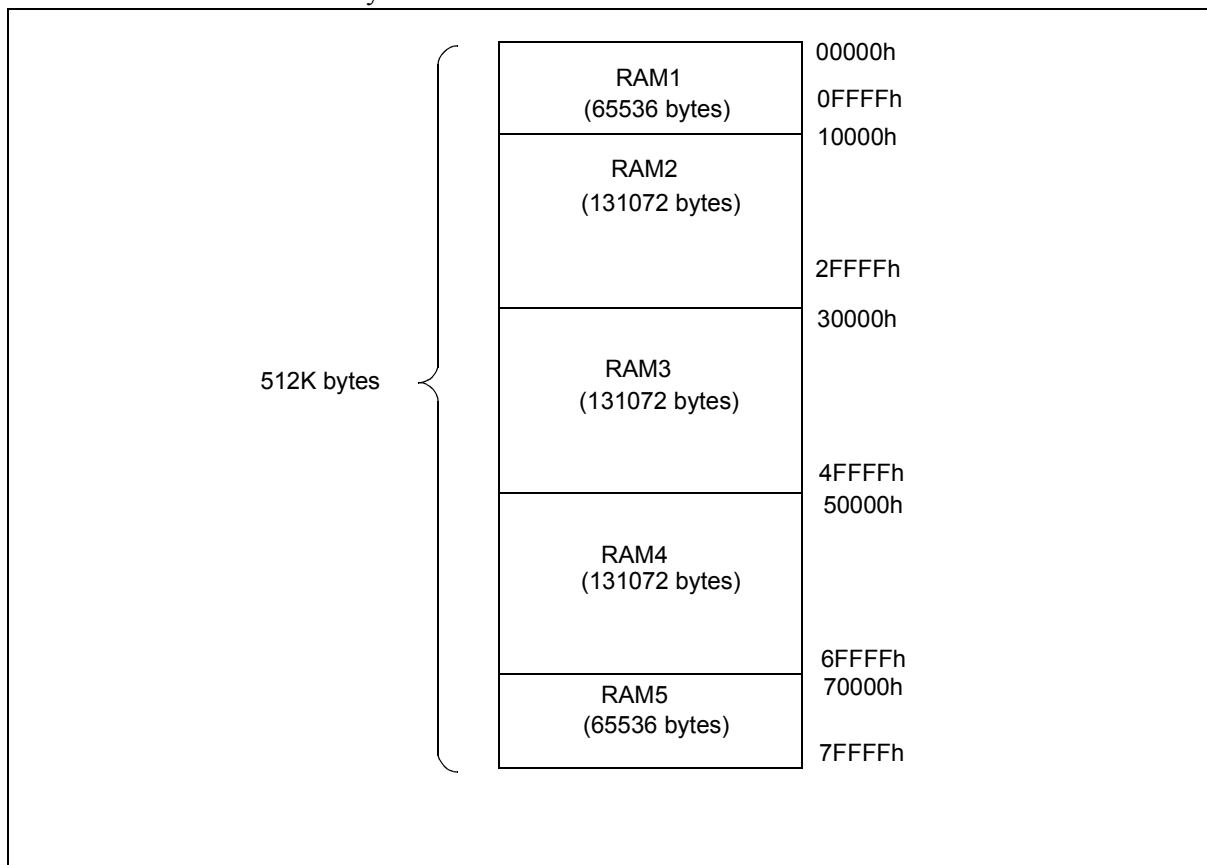 RAM1
(65536 bytes)
00000h
0FFFFh
10000h
RAM2
(131072 bytes)
2FFFFh
30000h
512K bytes
RAM3
(131072 bytes)
4FFFFh
50000h
RAM4
(131072 bytes)
6FFFFh
70000h
RAM5
(65536 bytes)
7FFFFh